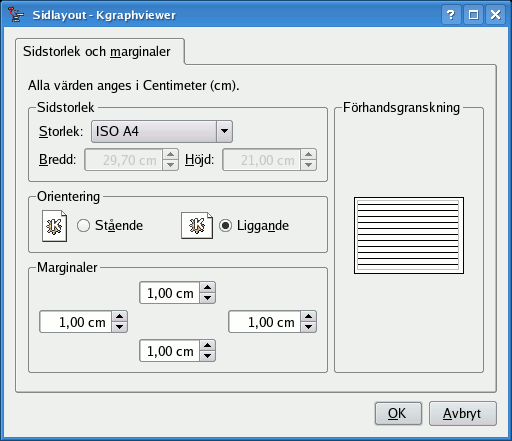 Sidlayout - Kgraphviewer
Sidstorlek och marginaler
Alla värden anges i Centimeter (cm).
Sidstorlek
Storlek: ISO A4
Bredd: 29,70 cm Höjd: 21,00 cm
Orientering
Stående Liggande
Marginaler
1,00 cm
1,00 cm 1,00 cm
1,00 cm
Förhandsgranskning
OK Avbryt